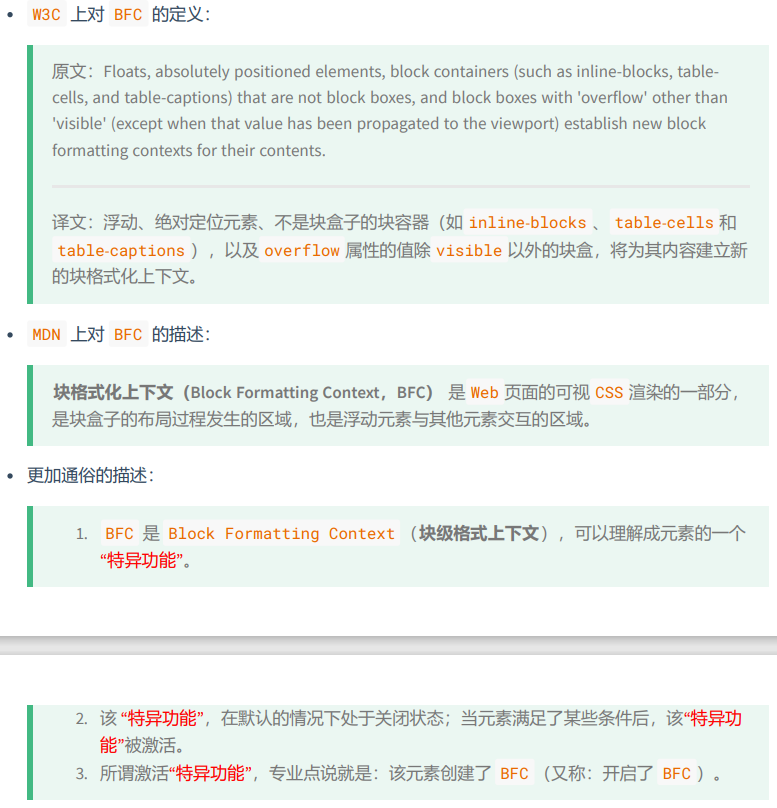 W3C 上对 BFC 的定义：
原文：Floats, absolutely positioned elements, block containers (such as inline-blocks, table-
cells, and table-captions) that are not block boxes, and block boxes with 'overflow' other than
'visible' (except when that value has been propagated to the viewport) establish new block
formatting contexts for their contents.
译文：浮动、绝对定位元素、不是块盒子的块容器（如 inline-blocks 、 table-cells 和
table-captions ），以及 overflow 属性的值除 visible 以外的块盒，将为其内容建立新
的块格式化上下文。
MDN 上对 BFC 的描述：
块格式化上下文（Block Formatting Context，BFC） 是 Web 页面的可视 CSS 渲染的一部分，
是块盒子的布局过程发生的区域，也是浮动元素与其他元素交互的区域。
更加通俗的描述：
1. BFC 是 Block Formatting Context （块级格式上下文），可以理解成元素的一个
“特异功能”。
2. 该 “特异功能”，在默认的情况下处于关闭状态；当元素满足了某些条件后，该“特异功
能”被激活。
3. 所谓激活“特异功能”，专业点说就是：该元素创建了 BFC （又称：开启了 BFC ）。